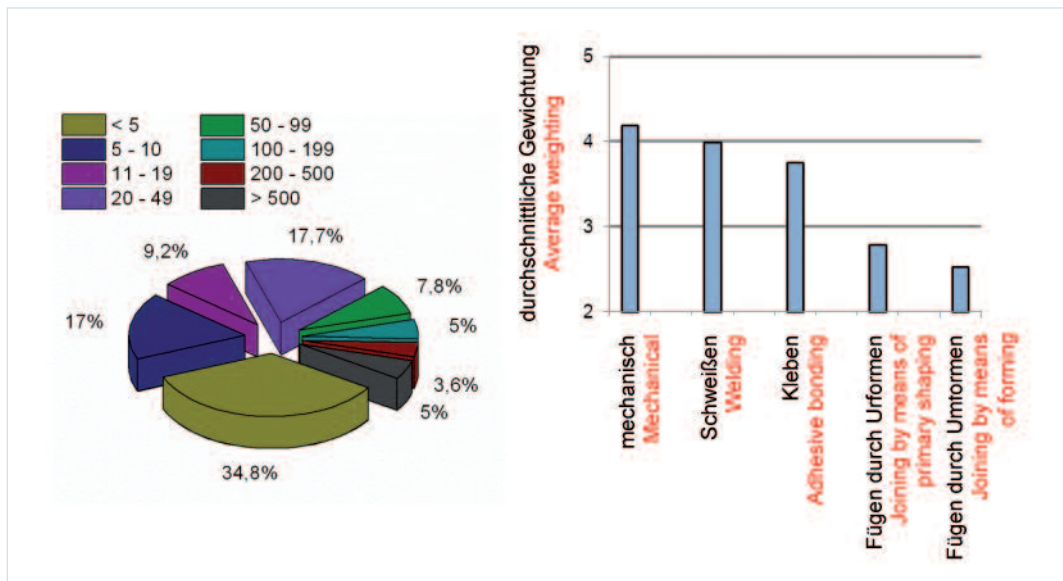 < 5
5 - 10
11 - 19
20 - 49
50 - 99
100 - 199
200 - 500
> 500
17,7%
9,2%
7,8%
17%
5%
3,6%
5%
34,8%
durchschnittliche Gewichtung
Average weighting
5
4
3
2
mechanisch
Mechanical
Schweißen
Welding
Kleben
Adhesive bonding
Fügen durch Urformen
Joining by means of
primary shaping
Fügen durch Umformen
Joining by means
of forming